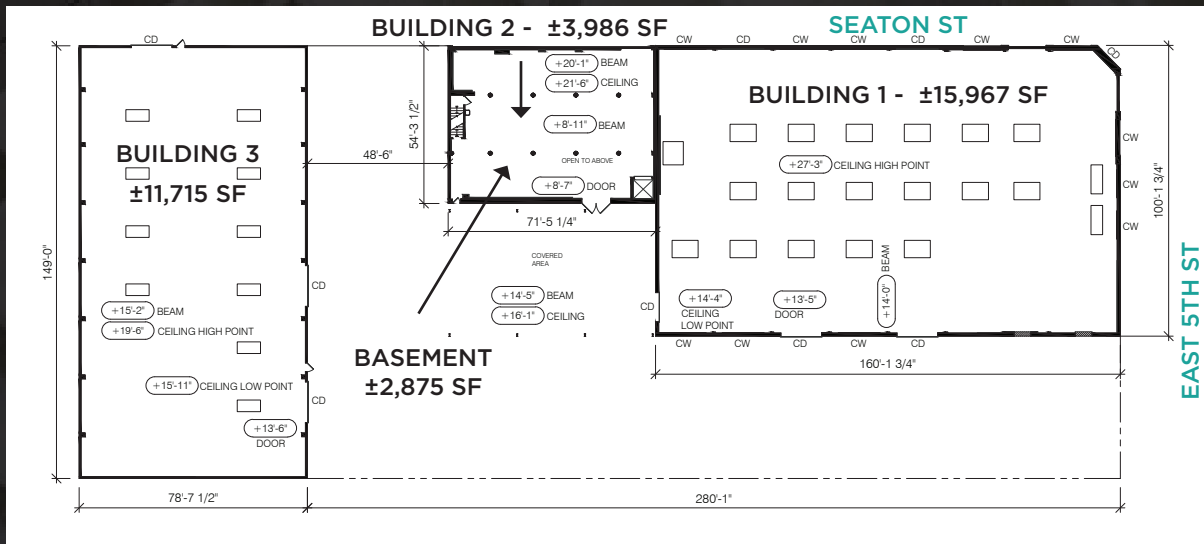 BUILDING 2 - ±3,986 SF
SEATON ST
CD
CW
CD
CW
CW
CD
CW
CW
CD
+20'-1" BEAM
+21'-6" CEILING
+8'-11" BEAM
OPEN TO ABOVE
+8'-7" DOOR
54'-3 1/2"
48'-6"
71'-5 1/4"
BUILDING 1 - ±15,967 SF
+27'-3" CEILING HIGH POINT
CW
CW
CW
100'-1 3/4"
EAST 5TH ST
BUILDING 3
±11,715 SF
149'-0"
+15'-2" BEAM
+19'-6" CEILING HIGH POINT
+15'-11" CEILING LOW POINT
+13'-6"
DOOR
CD
CD
COVERED
AREA
+14'-5" BEAM
+16'-1" CEILING
BASEMENT
±2,875 SF
CD
+14'-4"
CEILING
LOW POINT
+13'-5"
DOOR
+14'-0" BEAM
CW
CW
CD
CW
CD
160'-1 3/4"
78'-7 1/2"
280'-1"